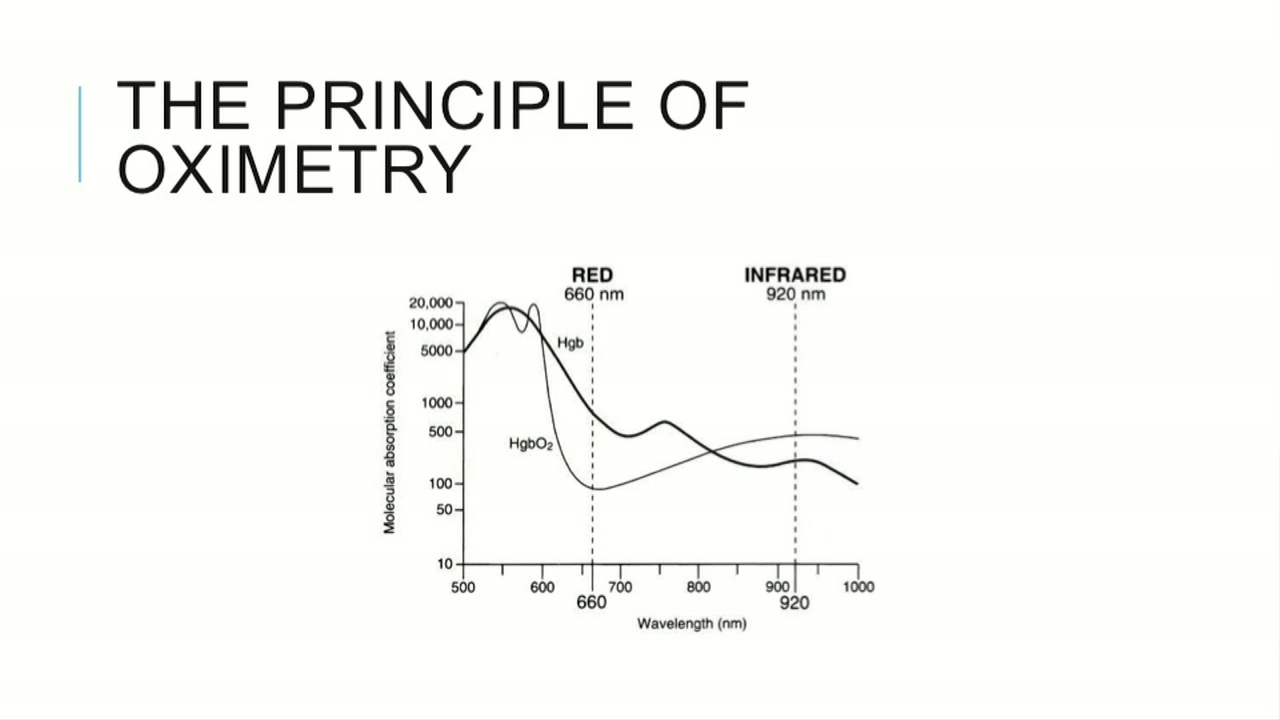 THE PRINCIPLE OF
OXIMETRY
RED
660 nm
INFRARED
920 nm
20,000
10,000
5000
1000
500
100
50
10
Molecular absorption coefficient
Hgb
HgbO₂
500
600
700
800
900
1000
660
920
Wavelength (nm)